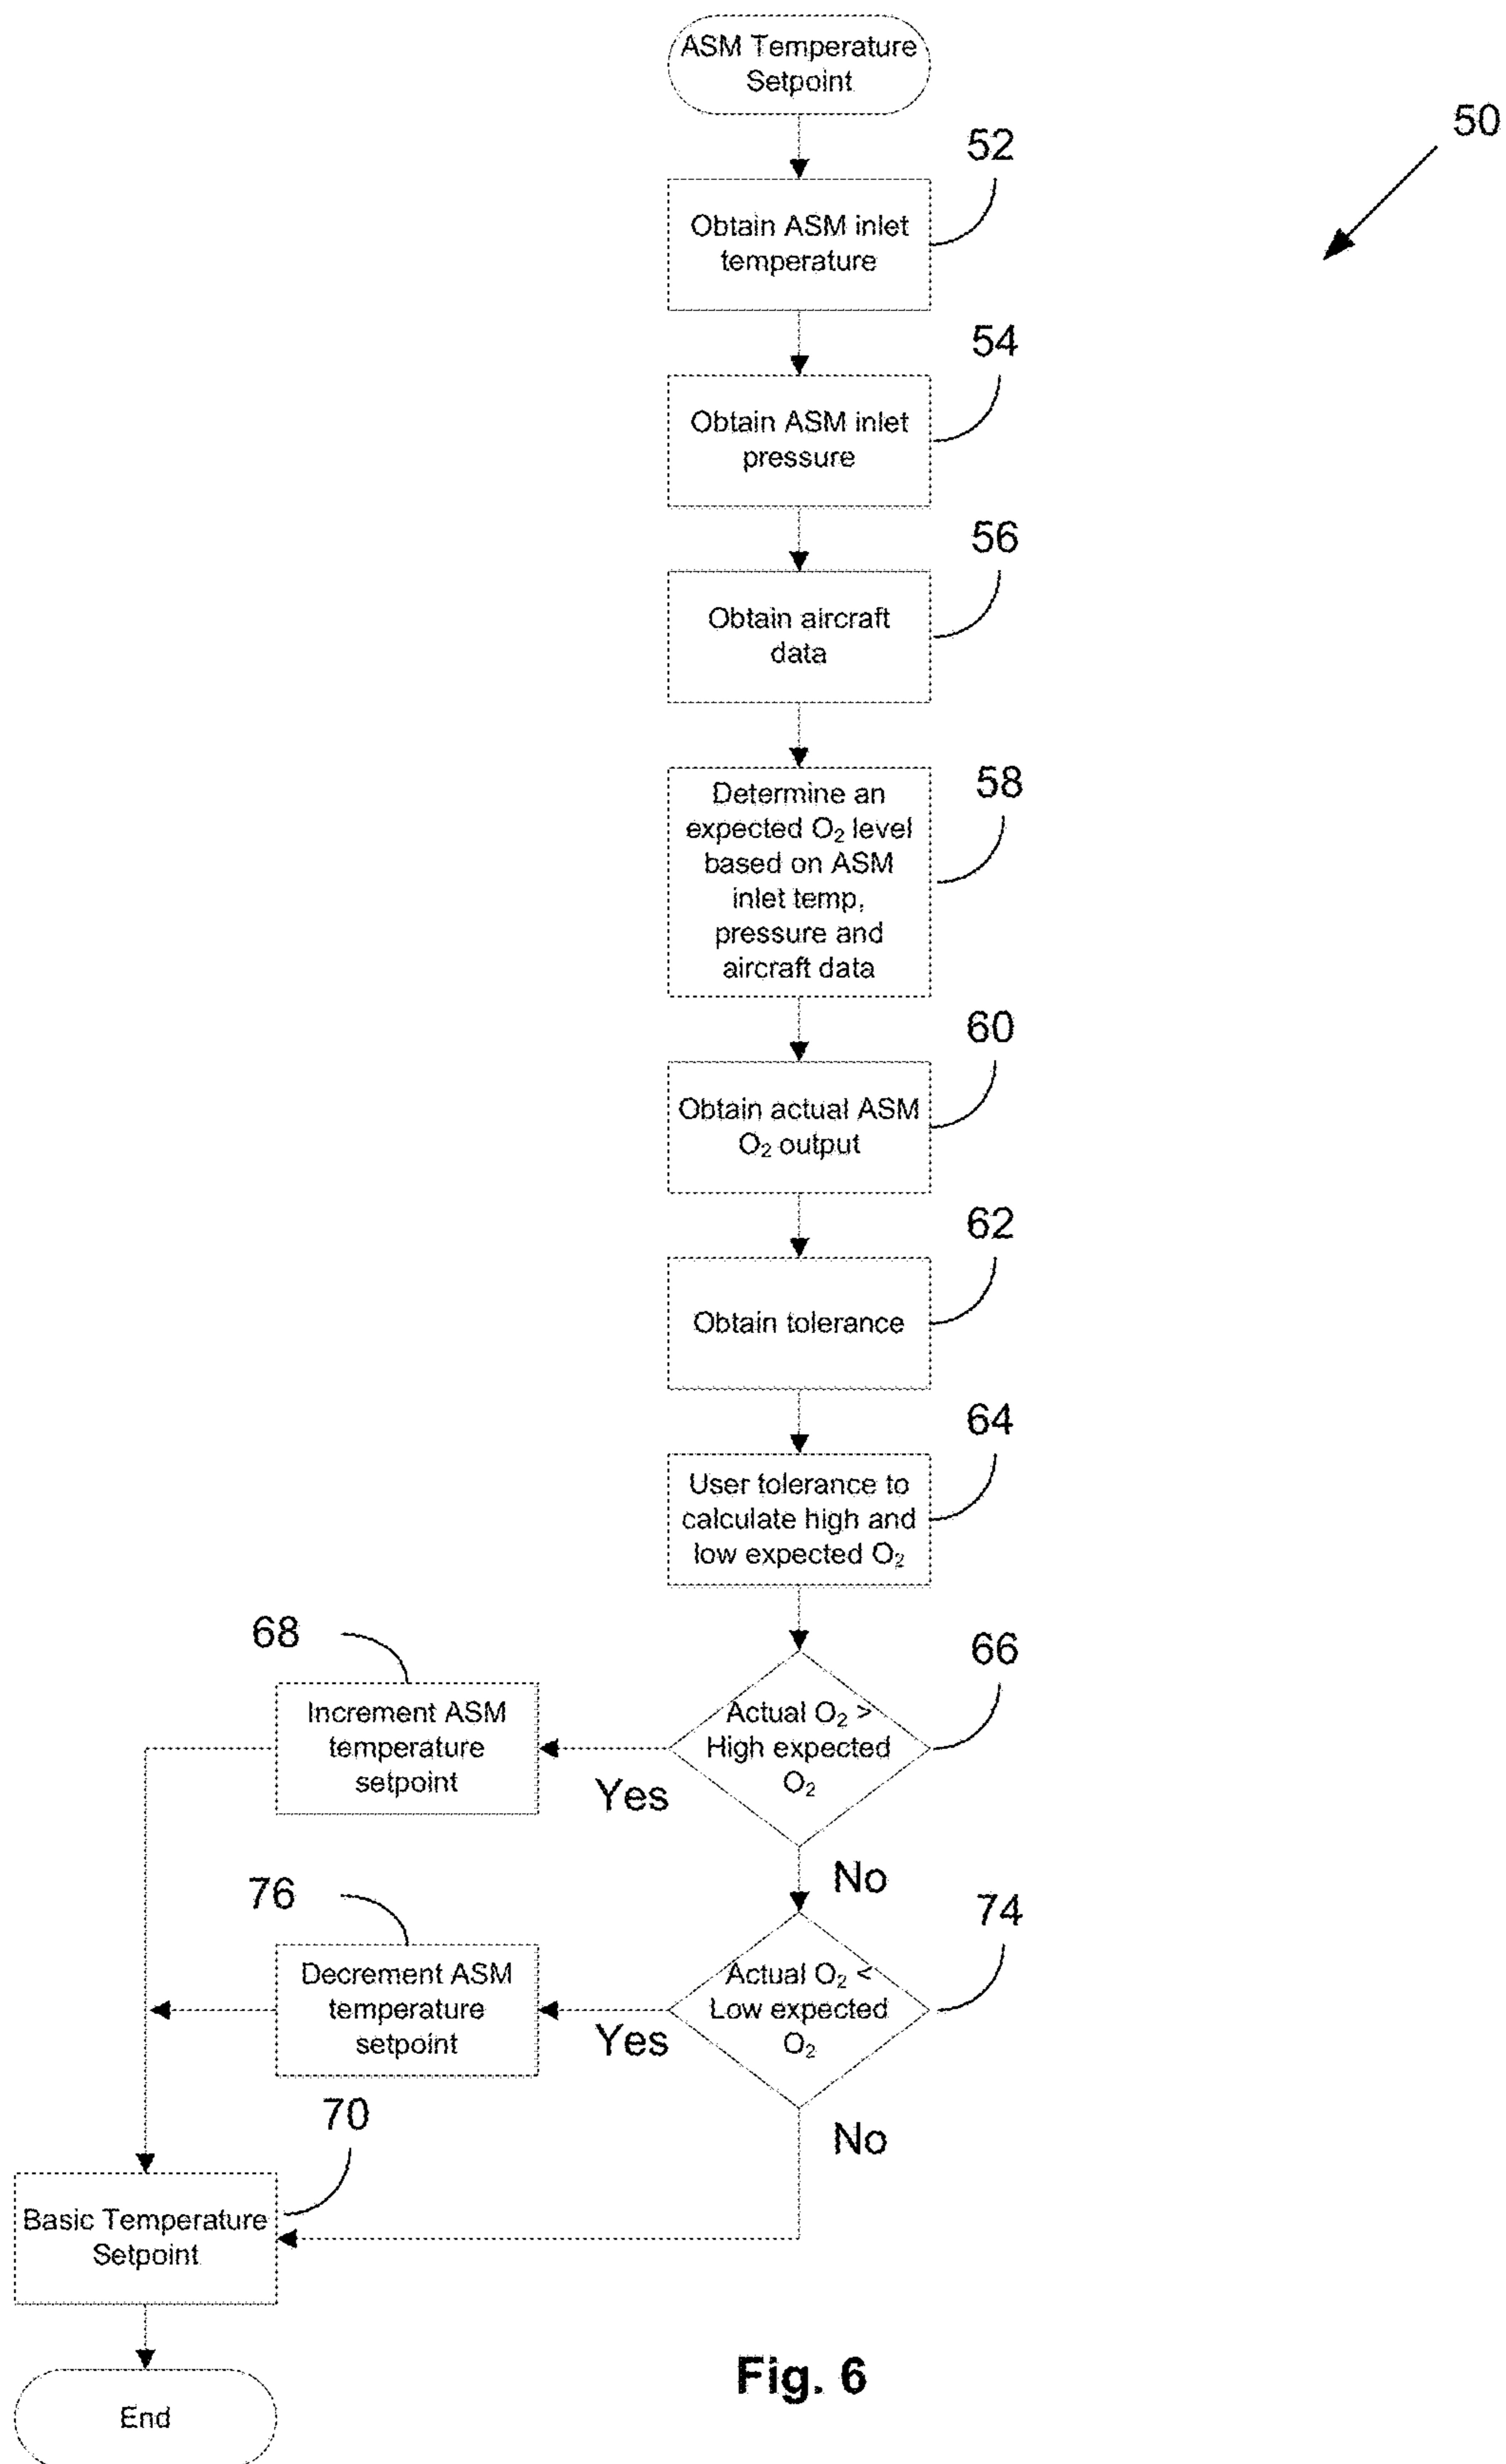 ASM Temperature
Setpoint
50
52
Obtain ASM inlet
temperature
54
Obtain ASM inlet
pressure
56
Obtain aircraft
data
58
Determine an
expected O₂ level
based on ASM
inlet temp,
pressure and
aircraft data
60
Obtain actual ASM
O₂ output
62
Obtain tolerance
64
User tolerance to
calculate high and
low expected O₂
66
Actual O₂ >
High expected
O₂
Yes
68
Increment ASM
temperature
setpoint
No
74
Actual O₂ <
Low expected
O₂
Yes
76
Decrement ASM
temperature
setpoint
No
70
Basic Temperature
Setpoint
End
Fig. 6